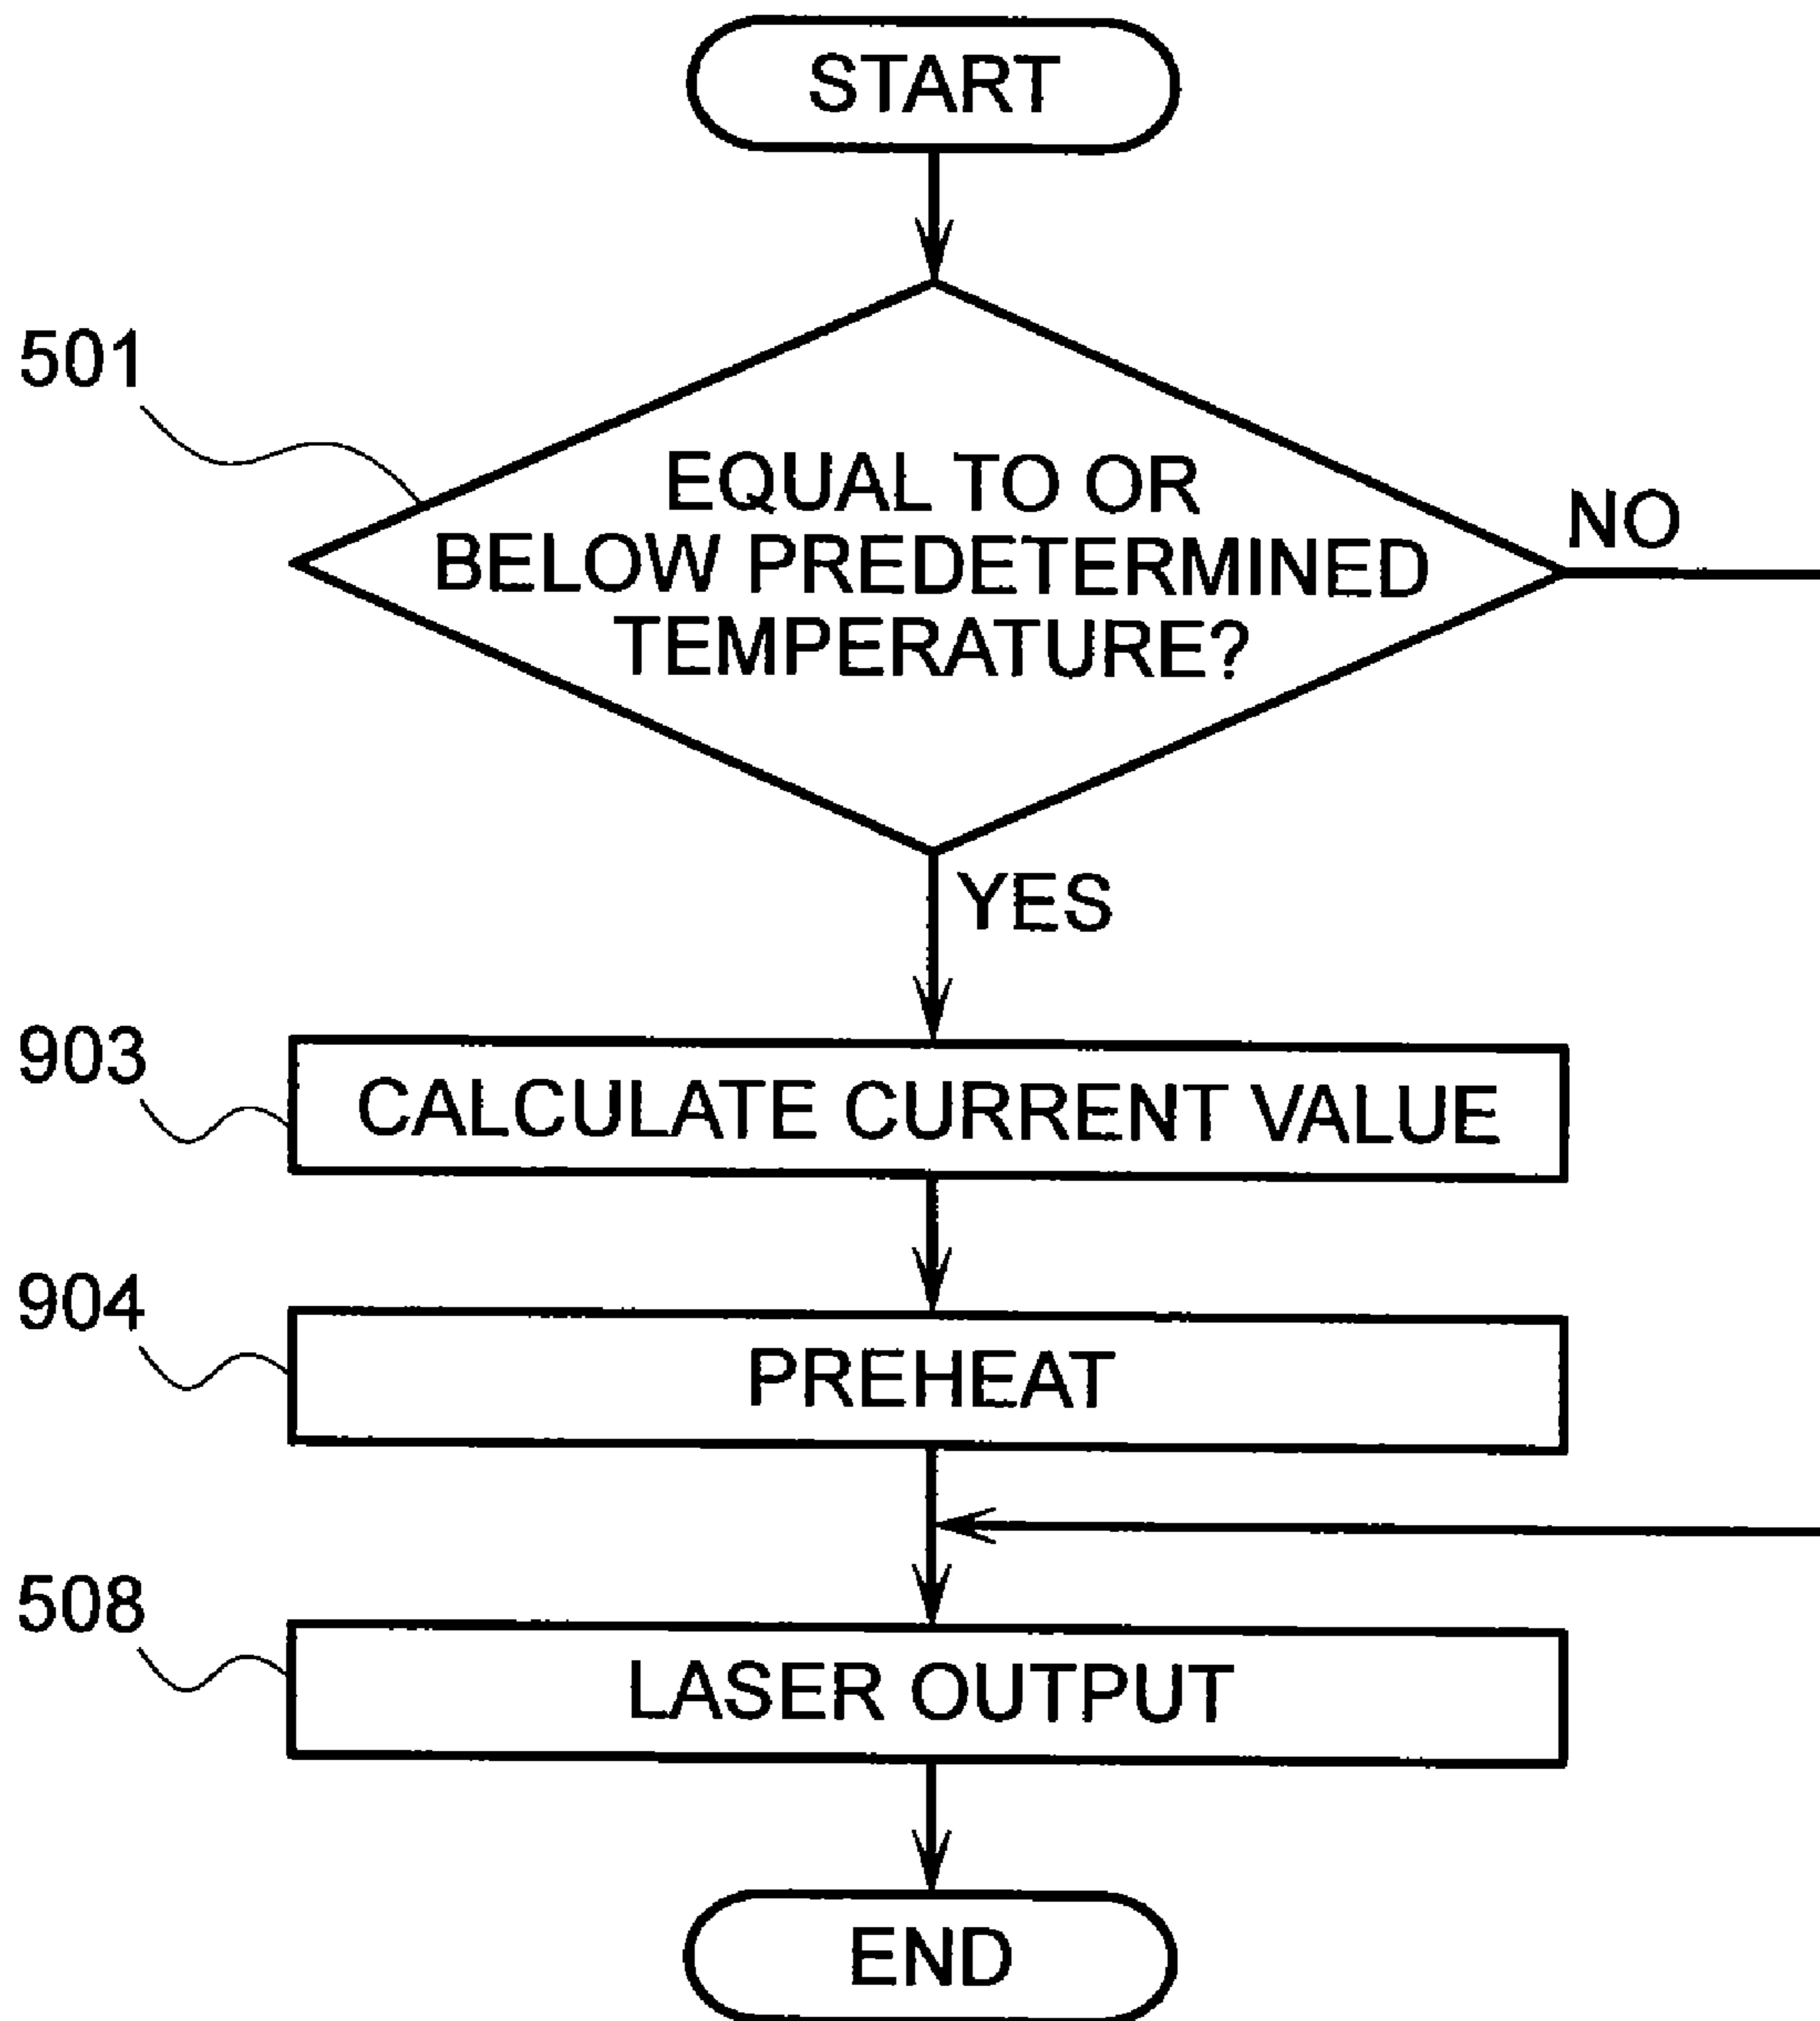 START
501
EQUAL TO OR
BELOW PREDETERMINED
TEMPERATURE?
NO
YES
903
CALCULATE CURRENT VALUE
904
PREHEAT
508
LASER OUTPUT
END